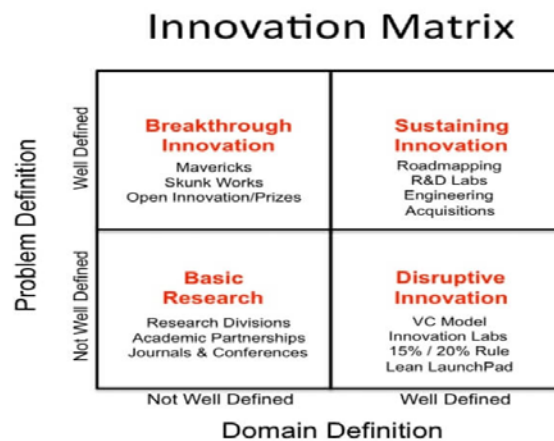 Innovation Matrix
Problem Definition
Well Defined
Breakthrough
Innovation
Mavericks
Skunk Works
Open Innovation/Prizes
Sustaining
Innovation
Roadmapping
R&D Labs
Engineering
Acquisitions
Not Well Defined
Basic
Research
Research Divisions
Academic Partnerships
Journals & Conferences
Disruptive
Innovation
VC Model
Innovation Labs
15% / 20% Rule
Lean LaunchPad
Not Well Defined
Well Defined
Domain Definition